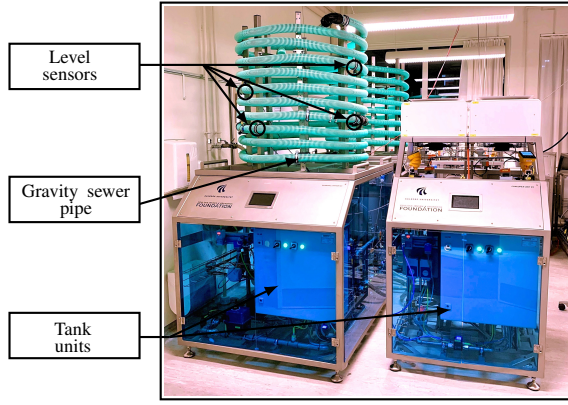 Level
sensors
Gravity sewer
pipe
Tank
units
FOUNDATION
FOUNDATION